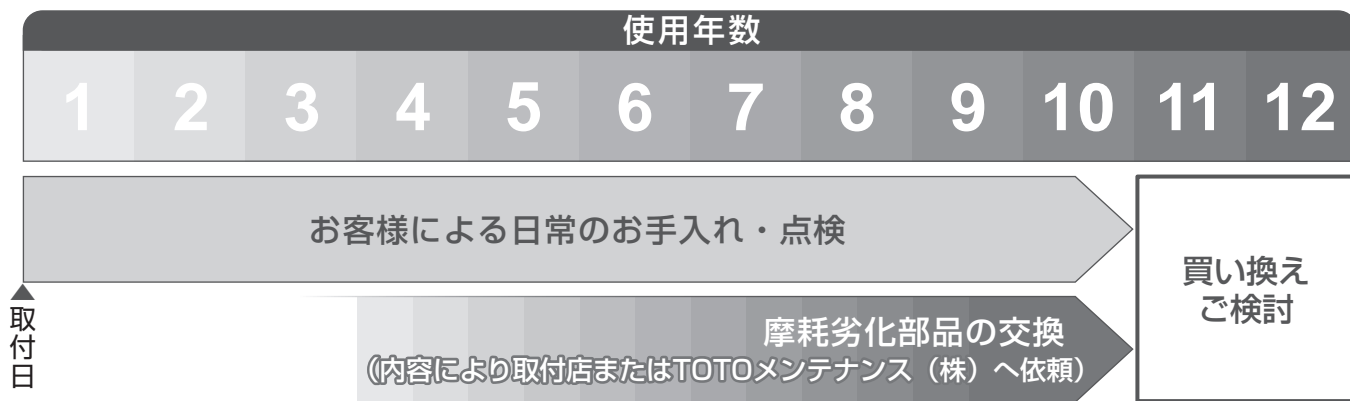 使用年数
1 2 3 4 5 6 7 8 9 10 11 12
お客様による日常のお手入れ・点検
買い換え
ご検討
取付日
摩耗劣化部品の交換
（内容により取付店またはTOTOメンテナンス（株）へ依頼）